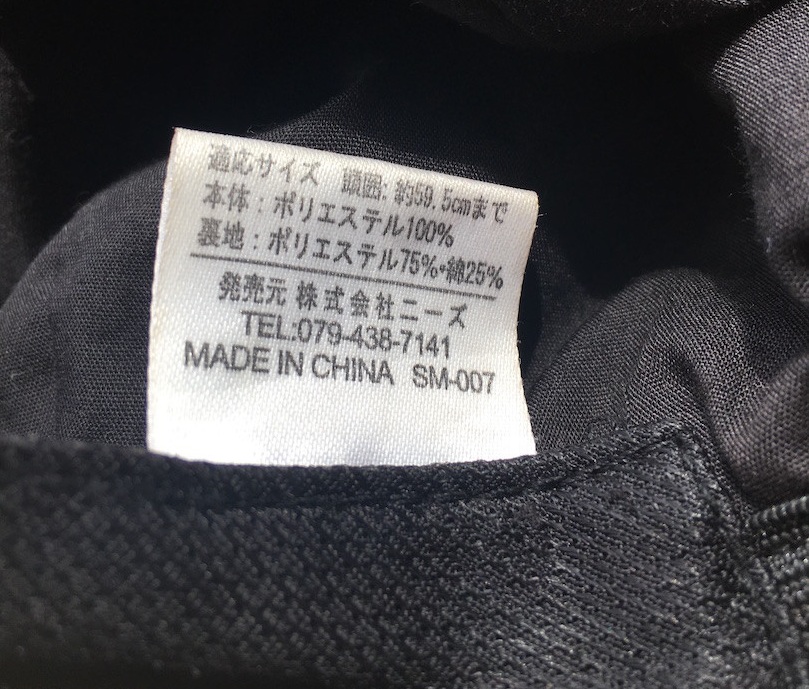 適応サイズ 頭囲:約59.5cmまで
本体:ポリエステル100%
裏地:ポリエステル75%・綿25%
発売元 株式会社ニーズ
TEL:079-438-7141
MADE IN CHINA SM-007